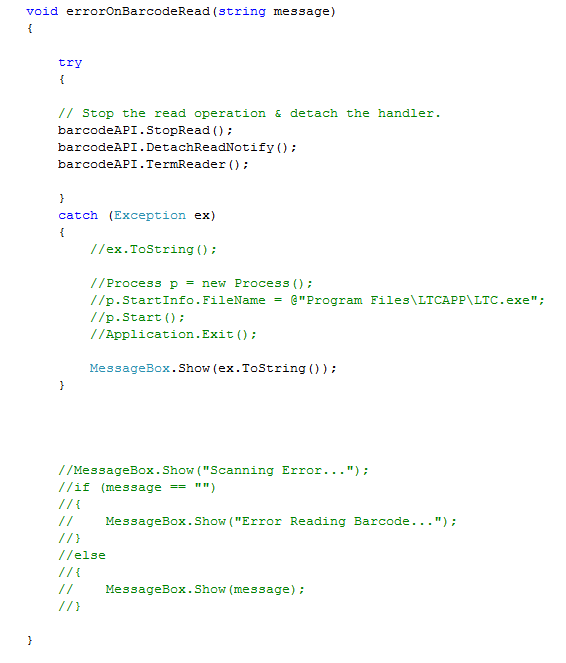 void errorOnBarcodeRead(string message)
{
try
{
// Stop the read operation & detach the handler.
barcodeAPI.StopRead();
barcodeAPI.DetachReadNotify();
barcodeAPI.TermReader();
}
catch (Exception ex)
{
//ex.ToString();
//Process p = new Process();
//p.StartInfo.FileName = @"Program Files\LTCAPP\LTC.exe";
//p.Start();
//Application.Exit();
MessageBox.Show(ex.ToString());
}
//MessageBox.Show("Scanning Error...");
//if (message == "")
//{
//    MessageBox.Show("Error Reading Barcode...");
//}
//else
//{
//    MessageBox.Show(message);
//}
}